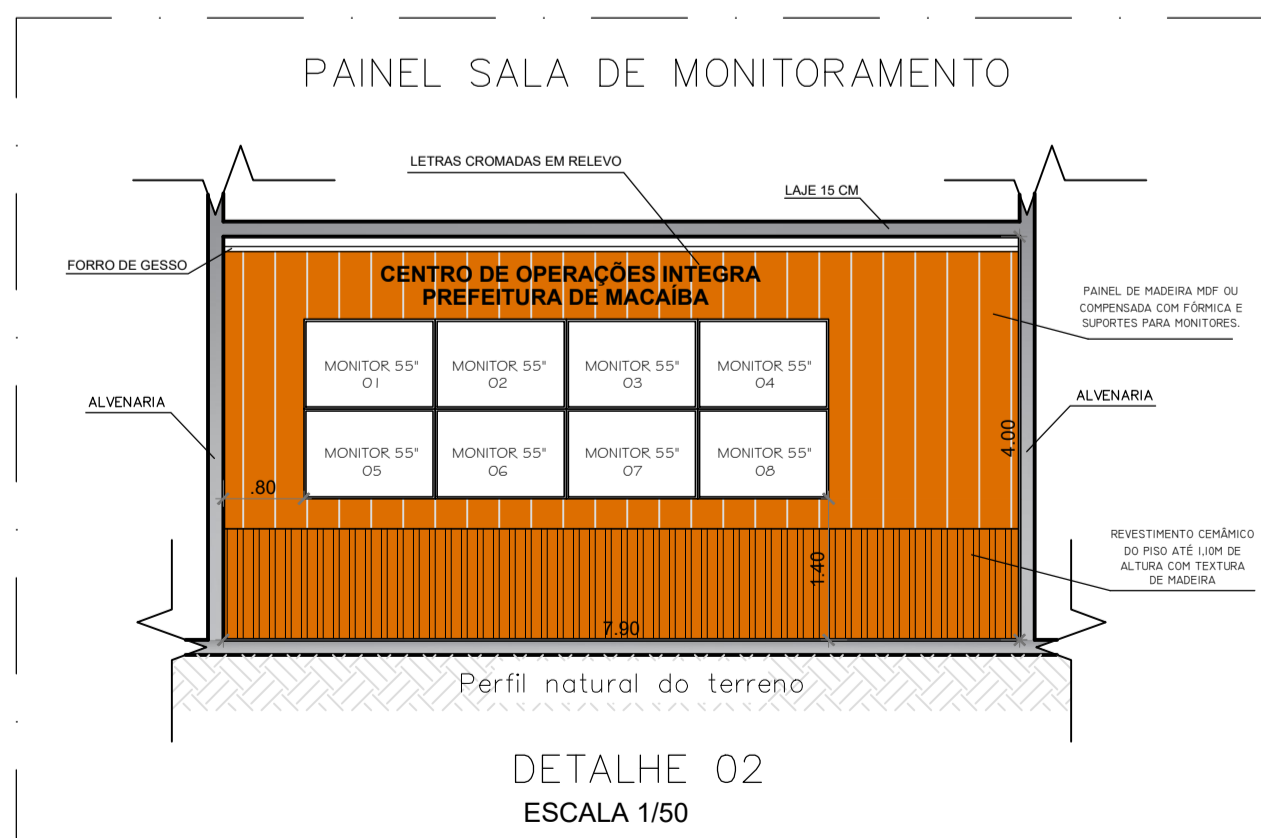 PAINEL SALA DE MONITORAMENTO
LETRAS CROMADAS EM RELEVO
LAJE 15 CM
FORRO DE GESSO
CENTRO DE OPERAÇÕES INTEGRA
PREFEITURA DE MACAÍBA
PAINEL DE MADEIRA MDF OU
COMPENSADA COM FÔRMICA E
SUPORTES PARA MONITORES.
MONITOR 55"
01
MONITOR 55"
02
MONITOR 55"
03
MONITOR 55"
04
ALVENARIA
ALVENARIA
4.00
MONITOR 55"
05
MONITOR 55"
06
MONITOR 55"
07
MONITOR 55"
08
.80
REVESTIMENTO CEMÂMICO
DO PISO ATÉ 1,10M DE
ALTURA COM TEXTURA
DE MADEIRA
1.40
7.90
Perfil natural do terreno
DETALHE 02
ESCALA 1/50